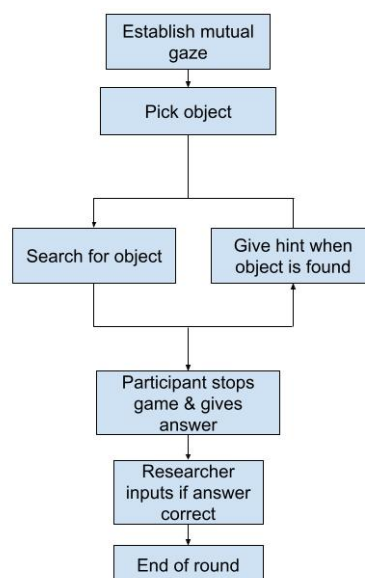 Establish mutual
gaze
Pick object
Search for object
Give hint when
object is found
Participant stops
game & gives
answer
Researcher
inputs if answer
correct
End of round